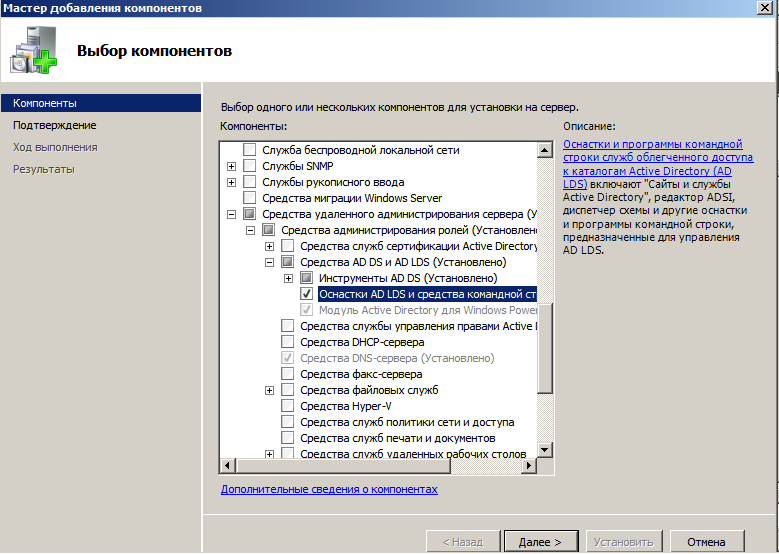 Мастер добавления компонентов
Выбор компонентов
Компоненты
Подтверждение
Ход выполнения
Результаты
Выбор одного или нескольких компонентов для установки на сервер.
Компоненты:
Служба беспроводной локальной сети
Службы SNMP
Службы рукописного ввода
Средства миграции Windows Server
Средства удаленного администрирования сервера (У
Средства администрирования ролей (Установлено
Средства служб сертификации Active Directory
Средства AD DS и AD LDS (Установлено)
Инструменты AD DS (Установлено)
Оснастки AD LDS и средства командной ст
Модуль Active Directory для Windows Power
Средства службы управления правами Active D
Средства DHCP-сервера
Средства DNS-сервера (Установлено)
Средства факс-сервера
Средства файловых служб
Средства Hyper-V
Средства служб политики сети и доступа
Средства служб печати и документов
Средства служб удаленных рабочих столов
Описание:
Оснастки и программы командной
строки служб облегченного доступа
к каталогам Active Directory (AD
LDS) включают "Сайты и службы
Active Directory", редактор ADSI,
диспетчер схемы и другие оснастки
и программы командной строки,
предназначенные для управления
AD LDS.
Дополнительные сведения о компонентах
< Назад
Далее >
Установить
Отмена